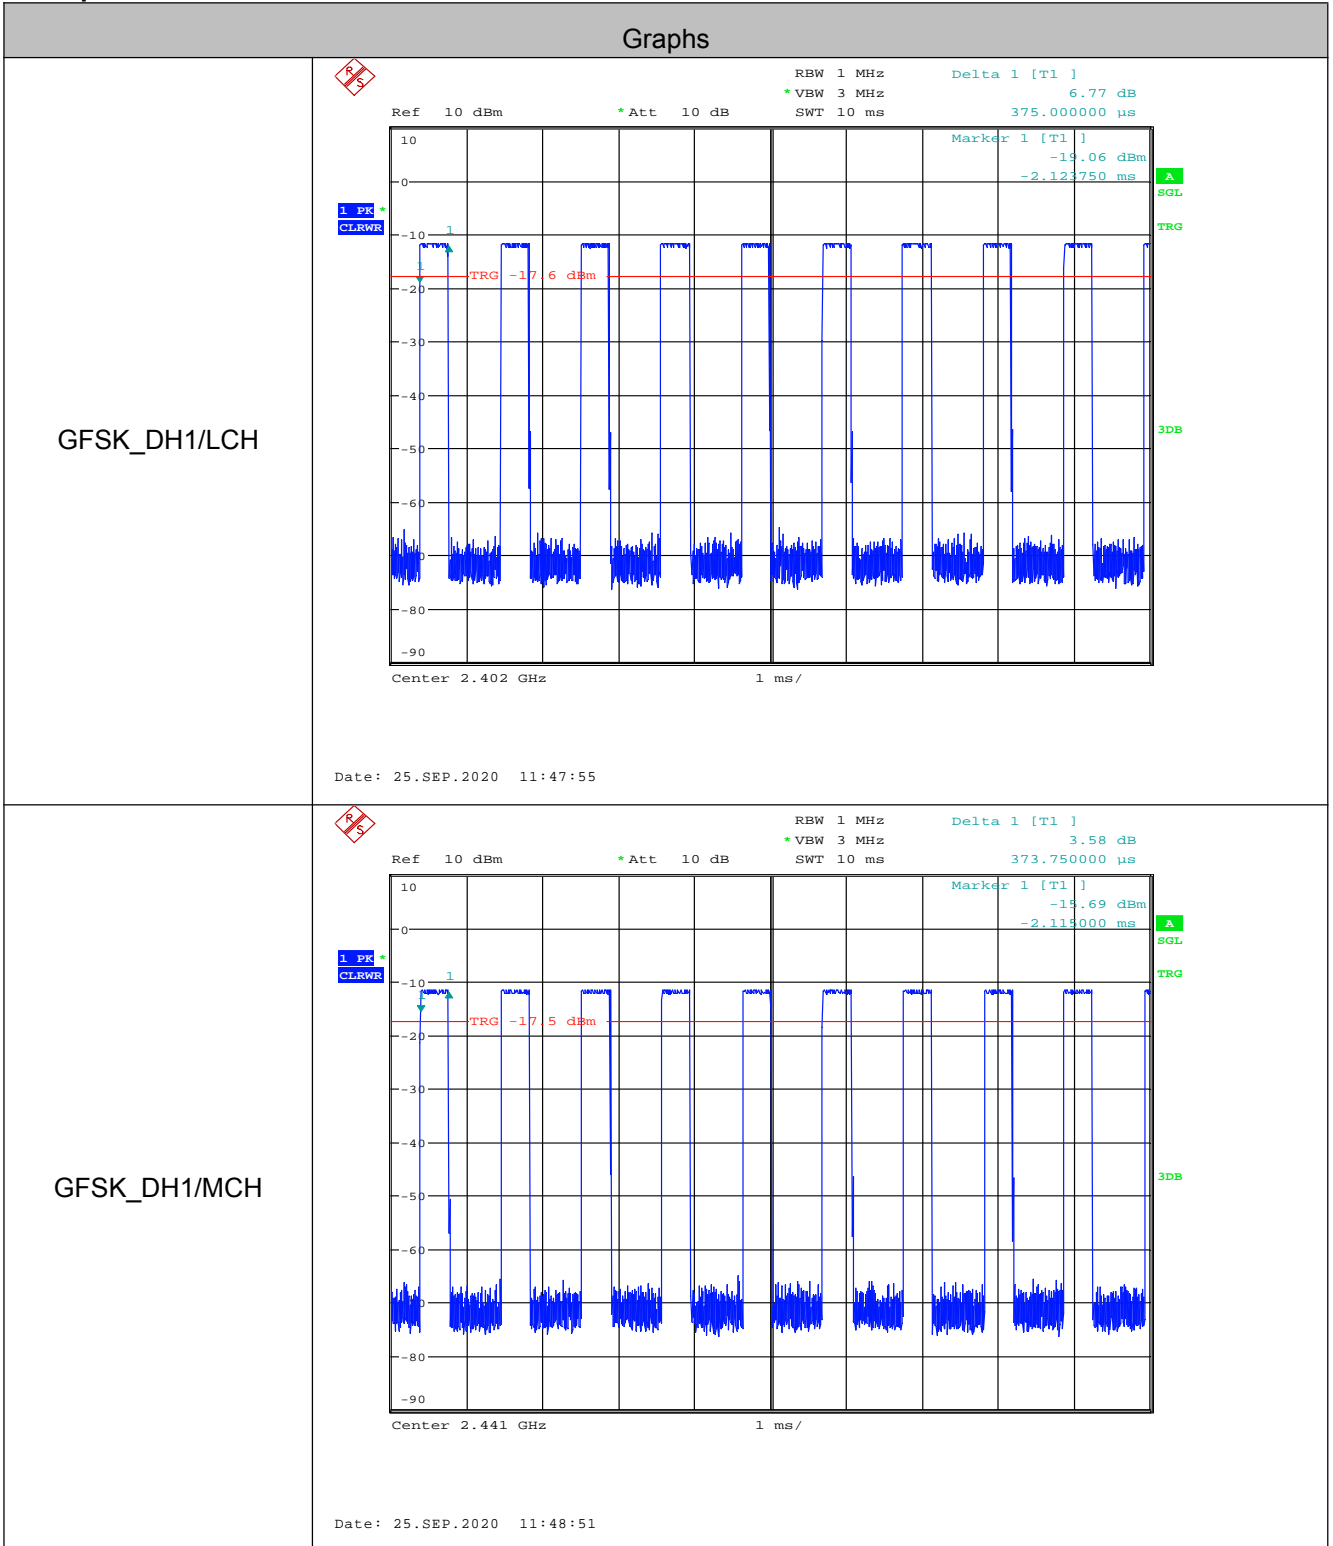 Graphs
GFSK_DH1/LCH
R S
RBW 1 MHz Delta 1 [T1 ]
*VBW 3 MHz 6.77 dB
Ref 10 dBm *Att 10 dB SWT 10 ms 375.000000 µs
10 Marker 1 [T1 ]
-19.06 dBm
-2.123750 ms A
0
SGL
1 PK *
CLRWR TRG
-10 1
1
TRG -17.6 dBm
-20
-30
-40
3DB
-50
-60
-80
-90
Center 2.402 GHz 1 ms/
Date: 25.SEP.2020 11:47:55
GFSK_DH1/MCH
R S
RBW 1 MHz Delta 1 [T1 ]
*VBW 3 MHz 3.58 dB
Ref 10 dBm *Att 10 dB SWT 10 ms 373.750000 µs
10 Marker 1 [T1 ]
-15.69 dBm
-2.115000 ms A
0
SGL
1 PK *
CLRWR TRG
-10 1
1
TRG -17.5 dBm
-20
-30
-40
3DB
-50
-60
-80
-90
Center 2.441 GHz 1 ms/
Date: 25.SEP.2020 11:48:51